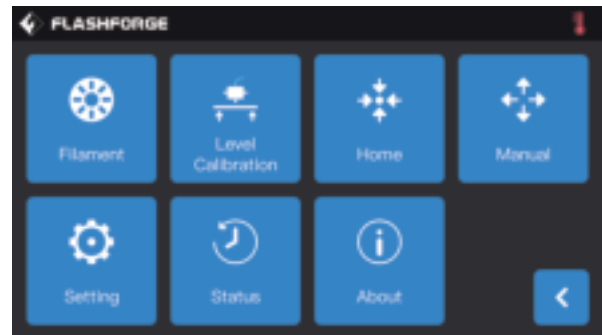 FLASHFORGE
Filament
Level
Calibration
Home
Manual
Setting
Status
About